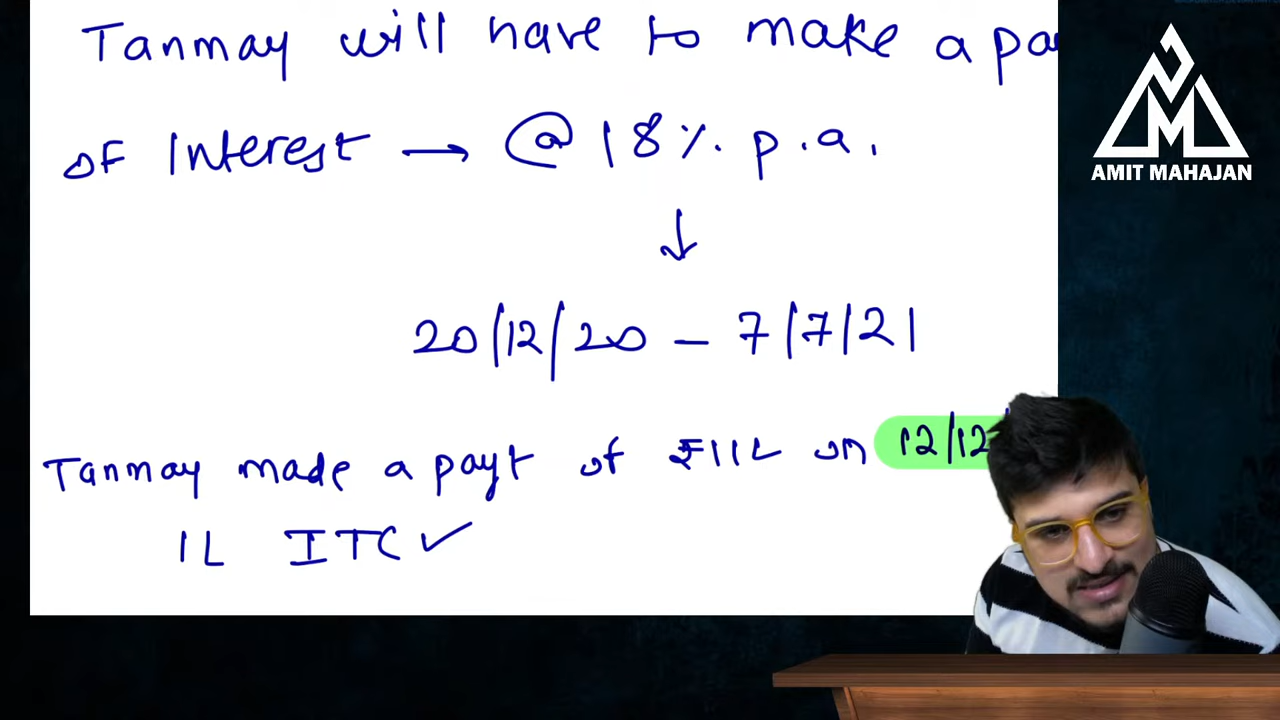 Tanmay will have to make a
of Interest → @ 18% p.a.
↓
20/12/20 – 7/7/21
Tanmay made a payt of ₹11L on 12/12
1L ITC ✓
AMIT MAHAJAN